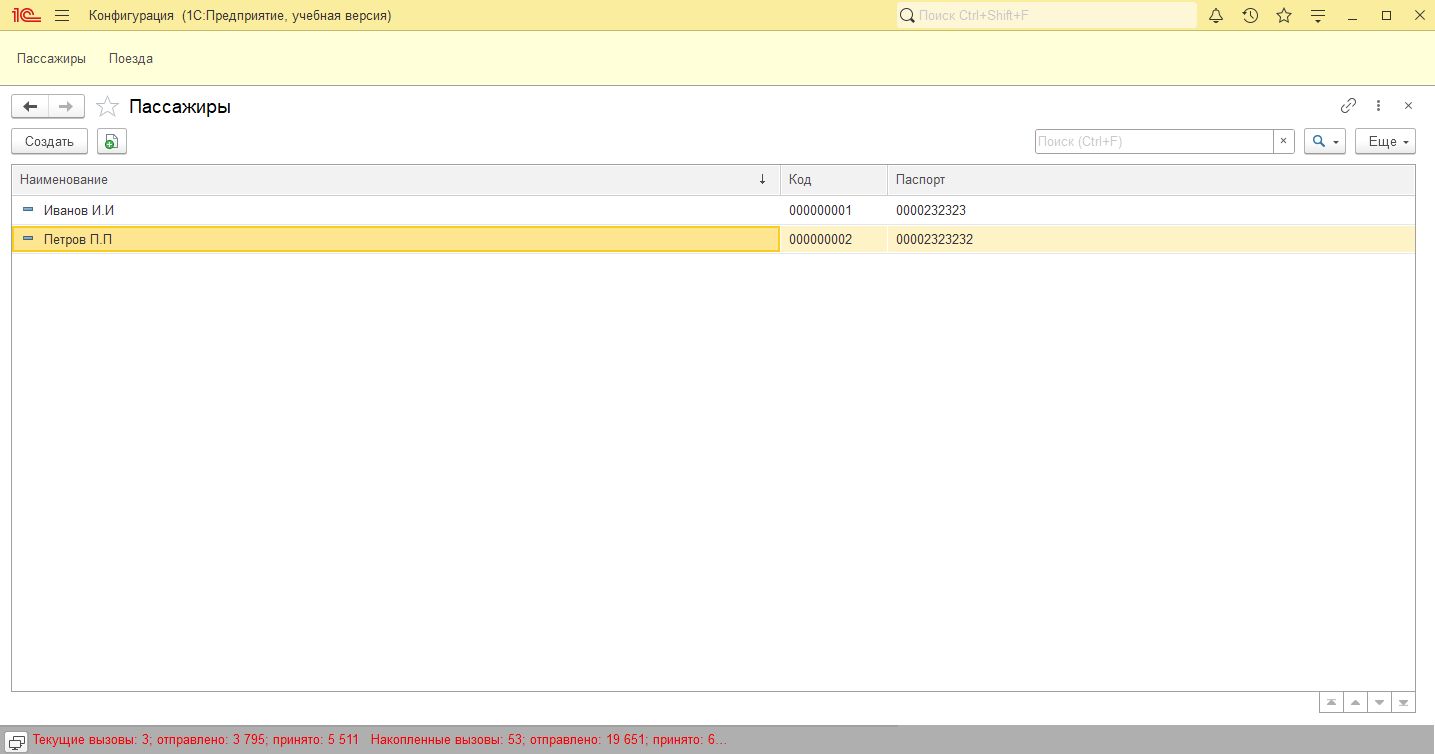 1С Конфигурация (1С:Предприятие, учебная версия) Поиск Ctrl+Shift+F
Пассажиры Поезда
Пассажиры
Создать Поиск (Ctrl+F) × Еще
Наименование ↓ Код Паспорт
Иванов И.И 000000001 0000232323
Петров П.П 000000002 00002323232
Текущие вызовы: 3; отправлено: 3 795; принято: 5 511 Накопленные вызовы: 53; отправлено: 19 651; принято: 6...